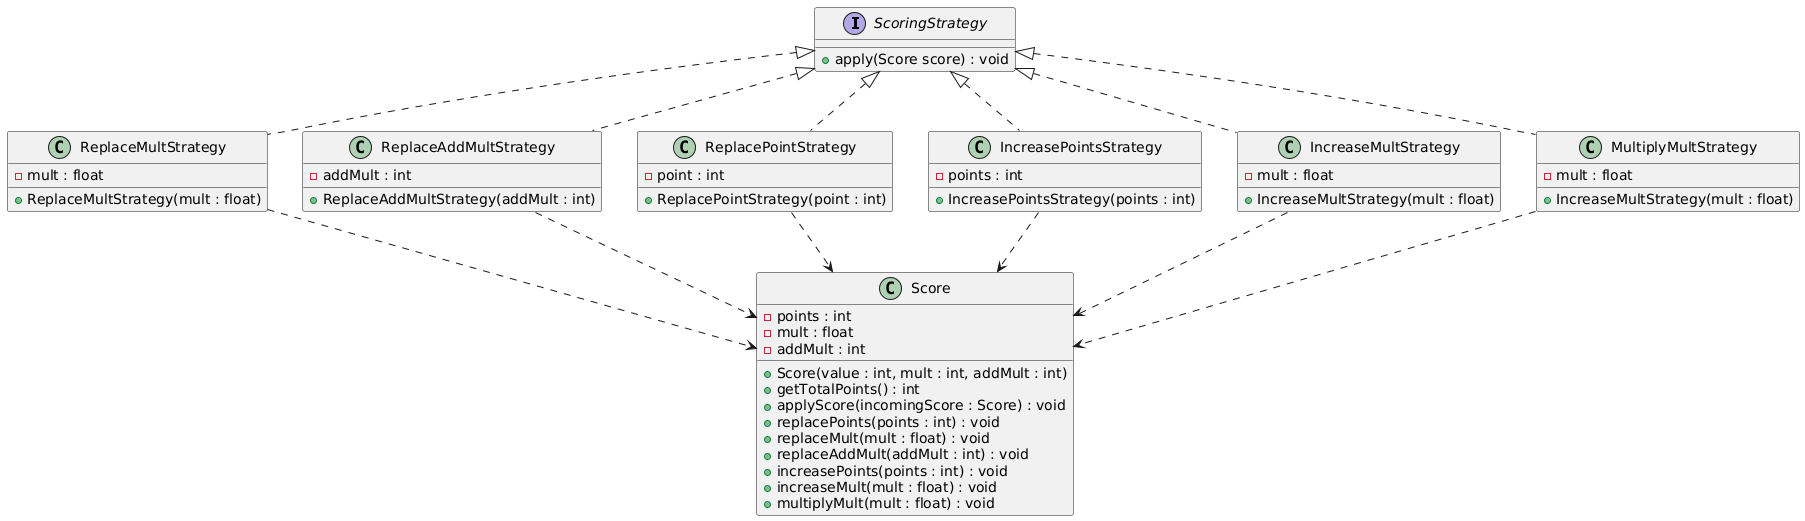 I ScoringStrategy
apply(Score score) : void
C ReplaceMultStrategy
mult : float
ReplaceMultStrategy(mult : float)
C ReplaceAddMultStrategy
addMult : int
ReplaceAddMultStrategy(addMult : int)
C ReplacePointStrategy
point : int
ReplacePointStrategy(point : int)
C IncreasePointsStrategy
points : int
IncreasePointsStrategy(points : int)
C IncreaseMultStrategy
mult : float
IncreaseMultStrategy(mult : float)
C MultiplyMultStrategy
mult : float
IncreaseMultStrategy(mult : float)
C Score
points : int
mult : float
addMult : int
Score(value : int, mult : int, addMult : int)
getTotalPoints() : int
applyScore(incomingScore : Score) : void
replacePoints(points : int) : void
replaceMult(mult : float) : void
replaceAddMult(addMult : int) : void
increasePoints(points : int) : void
increaseMult(mult : float) : void
multiplyMult(mult : float) : void